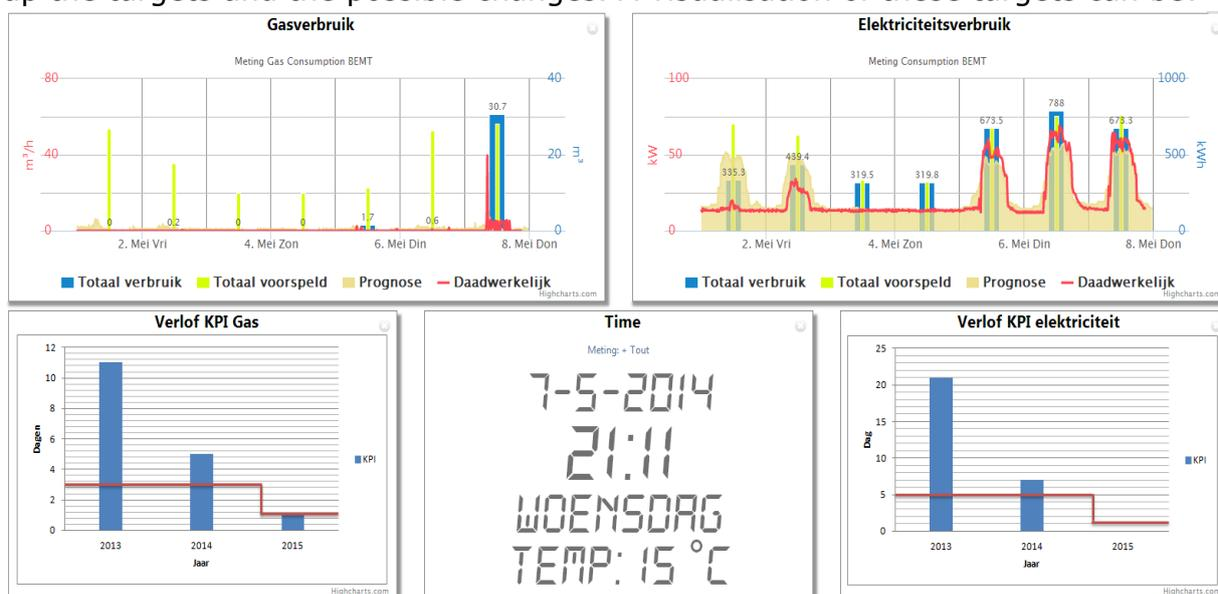 up the targets and the possible changes.
Gasverbruik
Meting Gas Consumption BEMT
80
40
0
m³/h
40
20
0
m³
0
0.2
0
0
1.7
0.6
30.7
2. Mei Vri
4. Mei Zon
6. Mei Din
8. Mei Don
Totaal verbruik
Totaal voorspeld
Prognose
Daadwerkelijk
Highcharts.com
Elektriciteitsverbruik
Meting Consumption BEMT
100
50
0
kW
1000
500
0
kWh
335.3
439.4
319.5
319.8
673.5
788
673.3
2. Mei Vri
4. Mei Zon
6. Mei Din
8. Mei Don
Totaal verbruik
Totaal voorspeld
Prognose
Daadwerkelijk
Highcharts.com
Verlof KPI Gas
12
10
8
6
4
2
0
Dagen
2013
2014
2015
Jaar
KPI
Highcharts.com
Time
Meting: + Tout
7-5-2014
21:11
WOENSDAG
TEMP: 15 °C
Verlof KPI elektriciteit
25
20
15
10
5
0
Dag
2013
2014
2015
Jaar
KPI
Highcharts.com